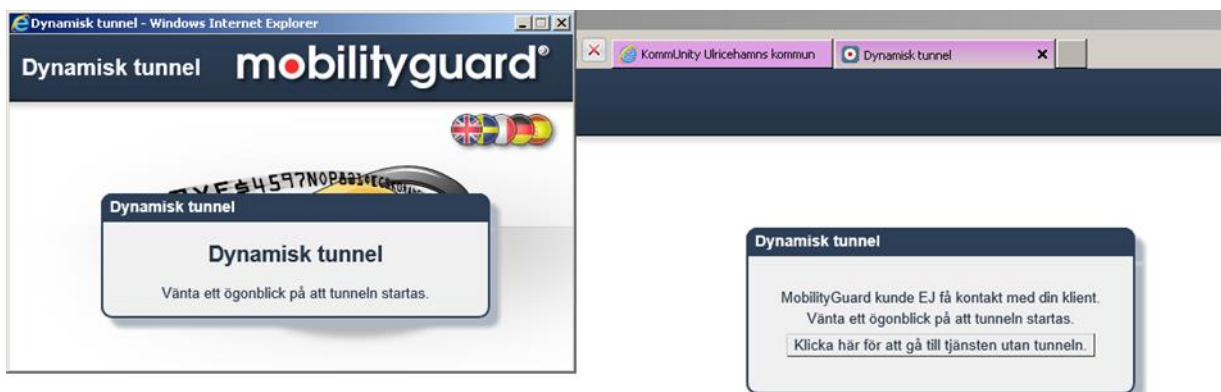 Dynamisk tunnel - Windows Internet Explorer
Dynamisk tunnel
mobilityguard®
Dynamisk tunnel
Dynamisk tunnel
Vänta ett ögonblick på att tunneln startas.
KommUnity Ulricehamns kommun
Dynamisk tunnel
Dynamisk tunnel
MobilityGuard kunde EJ få kontakt med din klient.
Vänta ett ögonblick på att tunneln startas.
Klicka här för att gå till tjänsten utan tunneln.